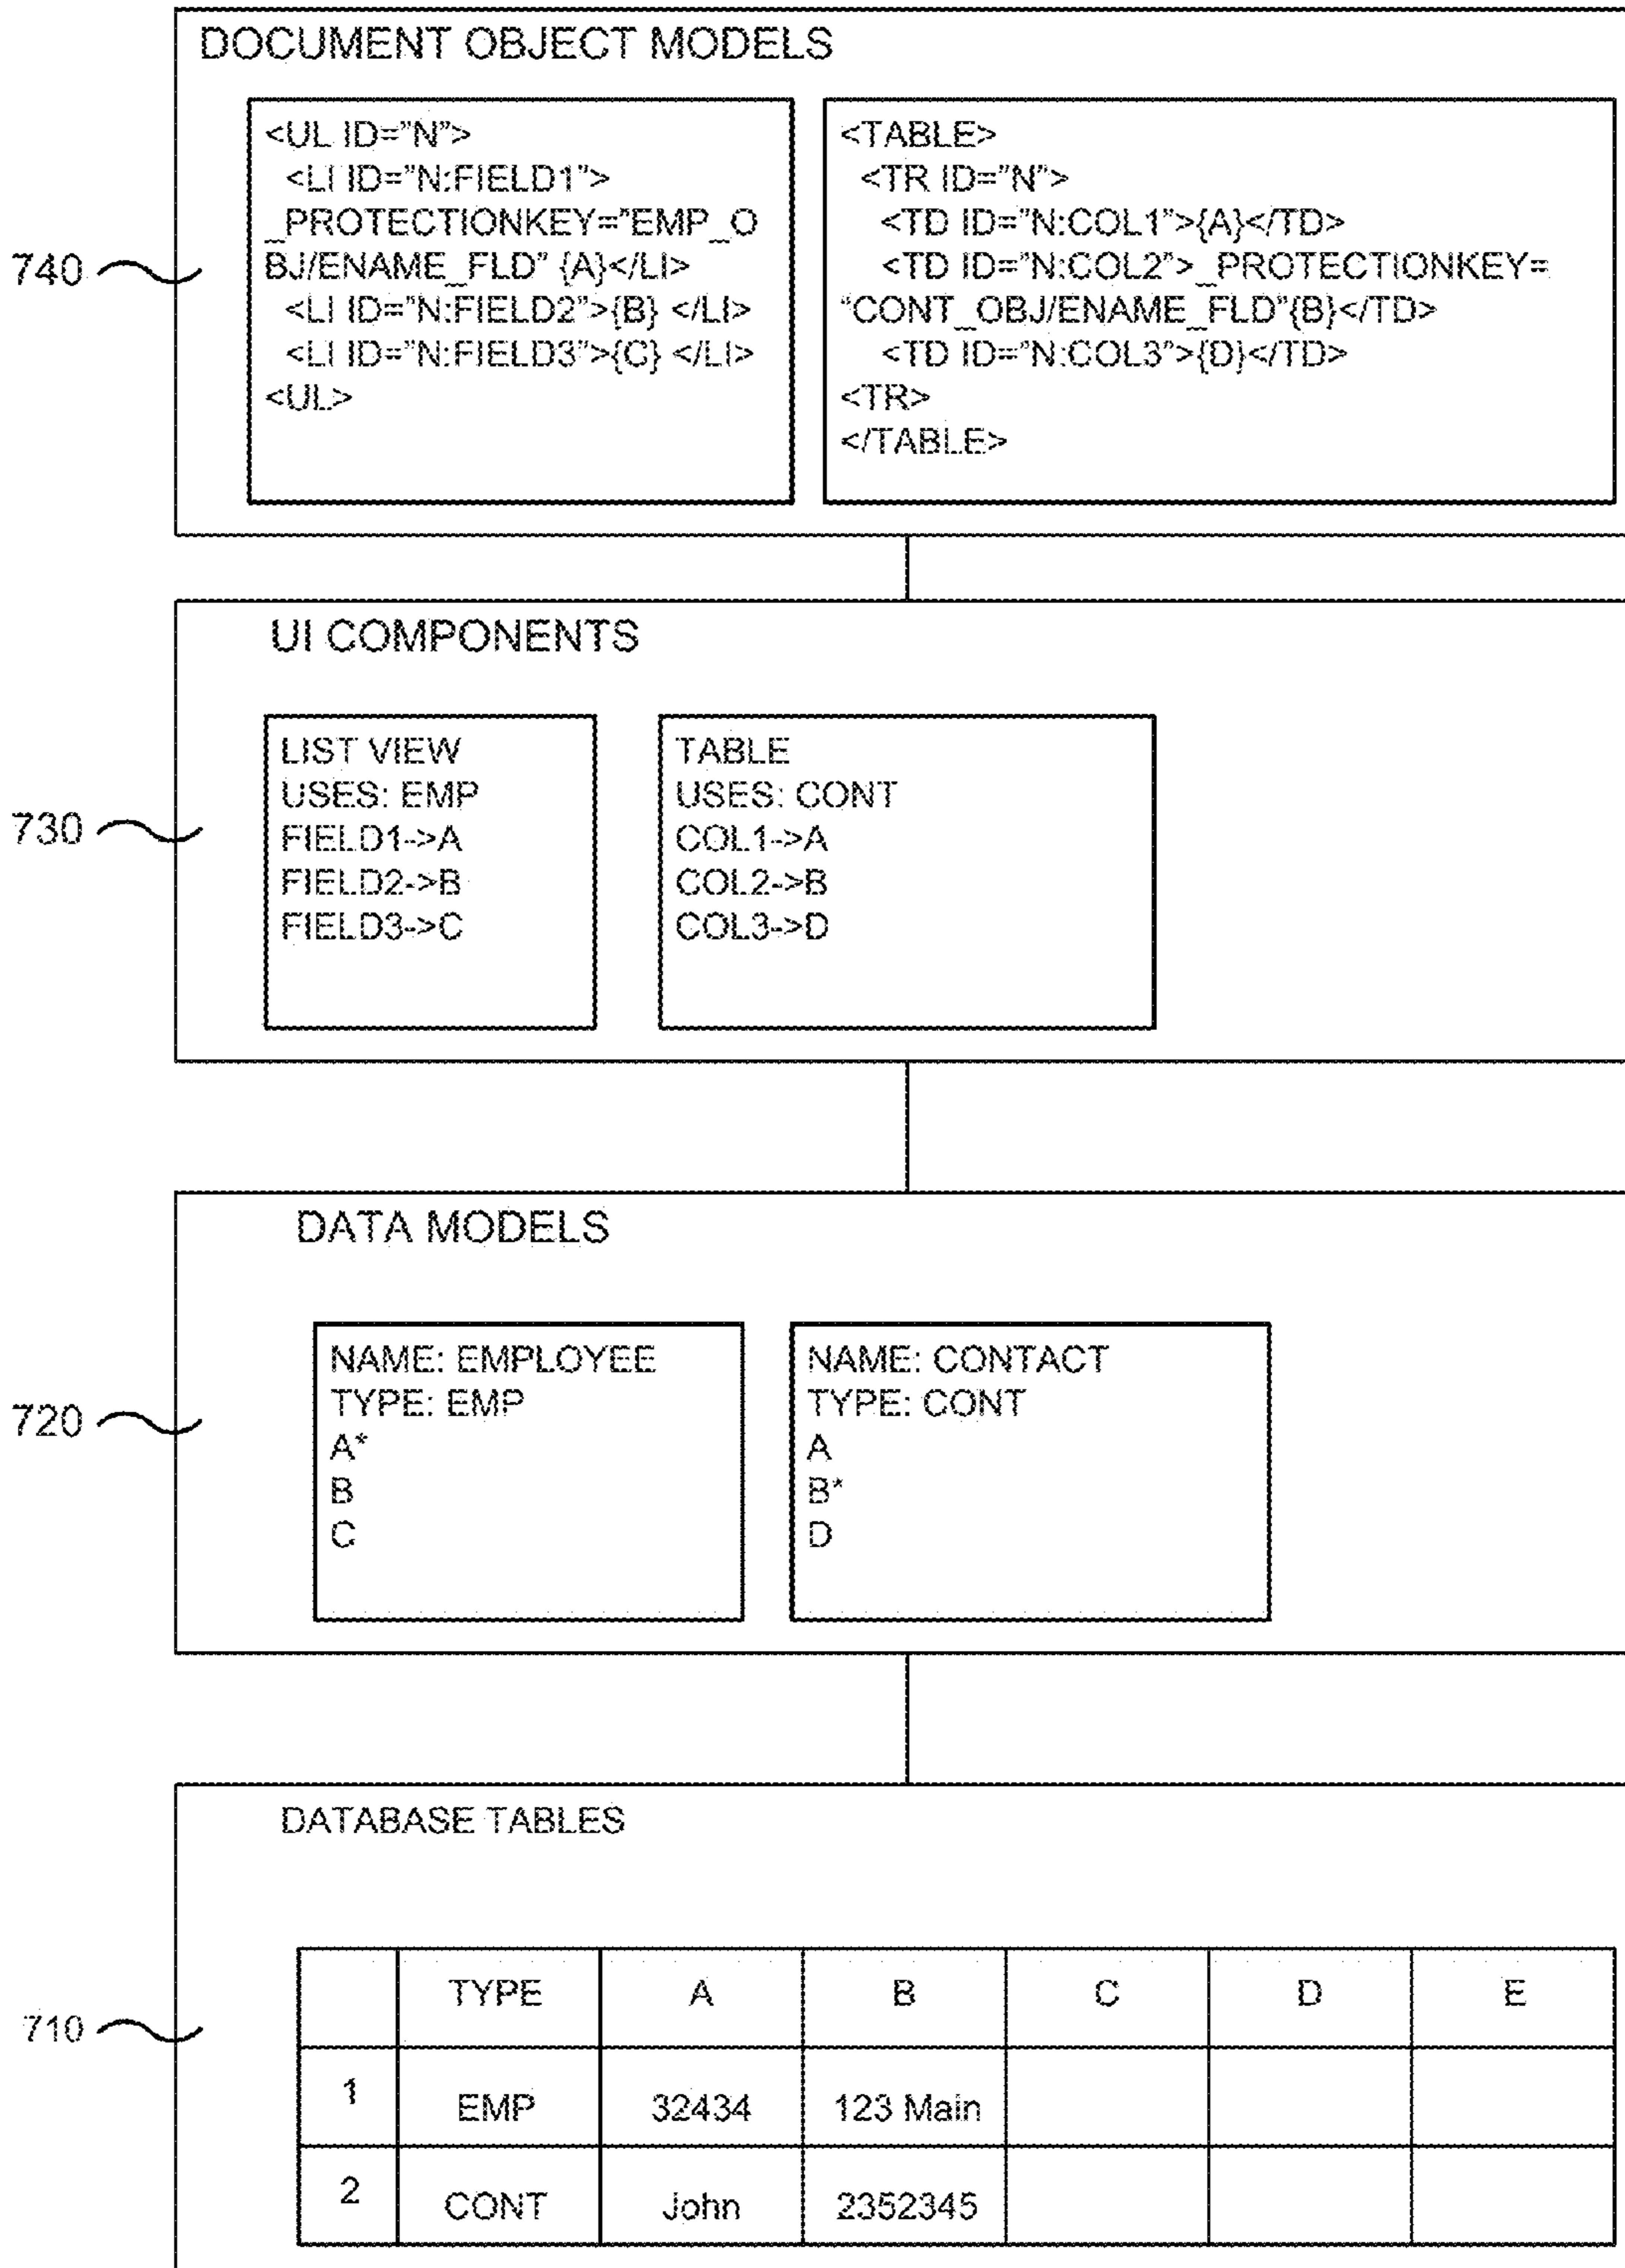 DOCUMENT OBJECT MODELS
<UL ID="N">
<LI ID="N:FIELD1">
_PROTECTIONKEY="EMP_O
BJ/ENAME_FLD" {A}</LI>
<LI ID="N:FIELD2">{B} </LI>
<LI ID="N:FIELD3">{C} </LI>
<UL>
<TABLE>
<TR ID="N">
<TD ID="N:COL1">{A}</TD>
<TD ID="N:COL2">_PROTECTIONKEY=
“CONT_OBJ/ENAME_FLD”{B}</TD>
<TD ID="N:COL3">{D}</TD>
<TR>
</TABLE>
740
UI COMPONENTS
LIST VIEW
USES: EMP
FIELD1->A
FIELD2->B
FIELD3->C
TABLE
USES: CONT
COL1->A
COL2->B
COL3->D
730
DATA MODELS
NAME: EMPLOYEE
TYPE: EMP
A*
B
C
NAME: CONTACT
TYPE: CONT
A
B*
D
720
DATABASE TABLES
TYPE A B C D E
1 EMP 32434 123 Main
2 CONT John 2352345
710